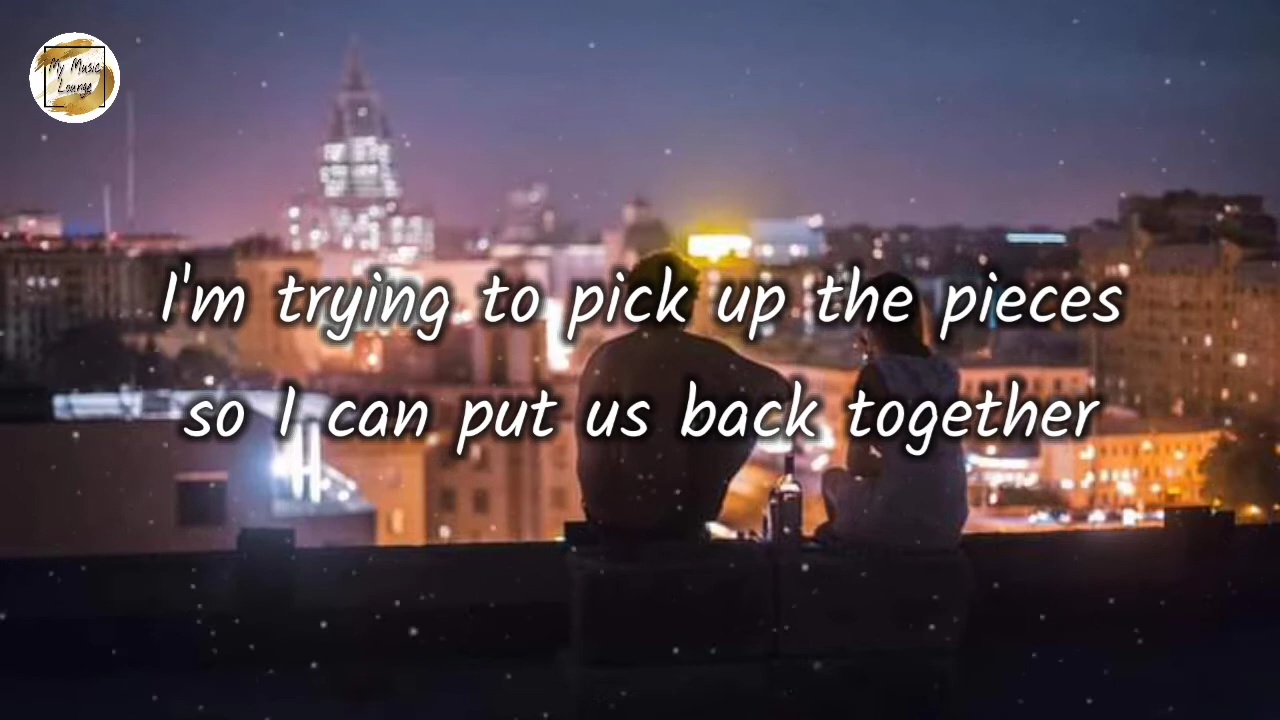 My Music
Lounge
I'm trying to pick up the pieces
so I can put us back together